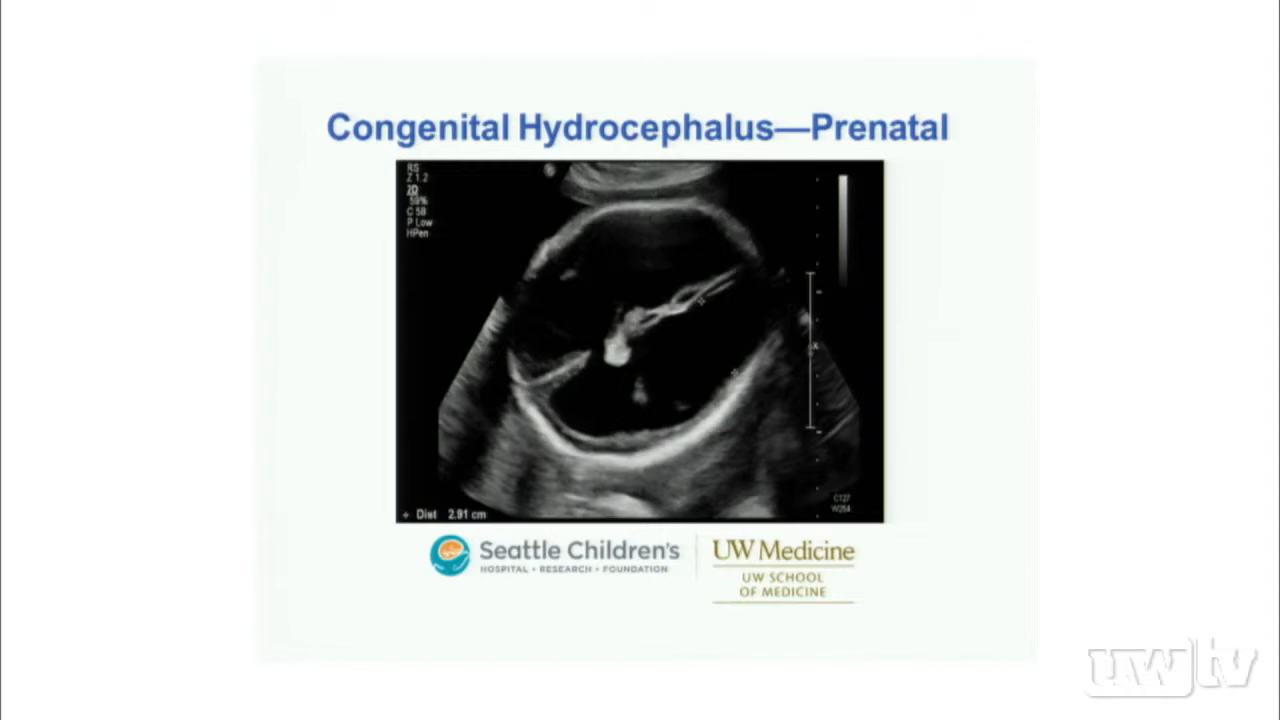 Congenital Hydrocephalus—Prenatal
RS
Z 1.2
2D
59%
C 58
P Low
HPen
x
C127
W254
+ Dist 2.91 cm
Seattle Children's
HOSPITAL • RESEARCH • FOUNDATION
UW Medicine
UW SCHOOL
OF MEDICINE
uwtv